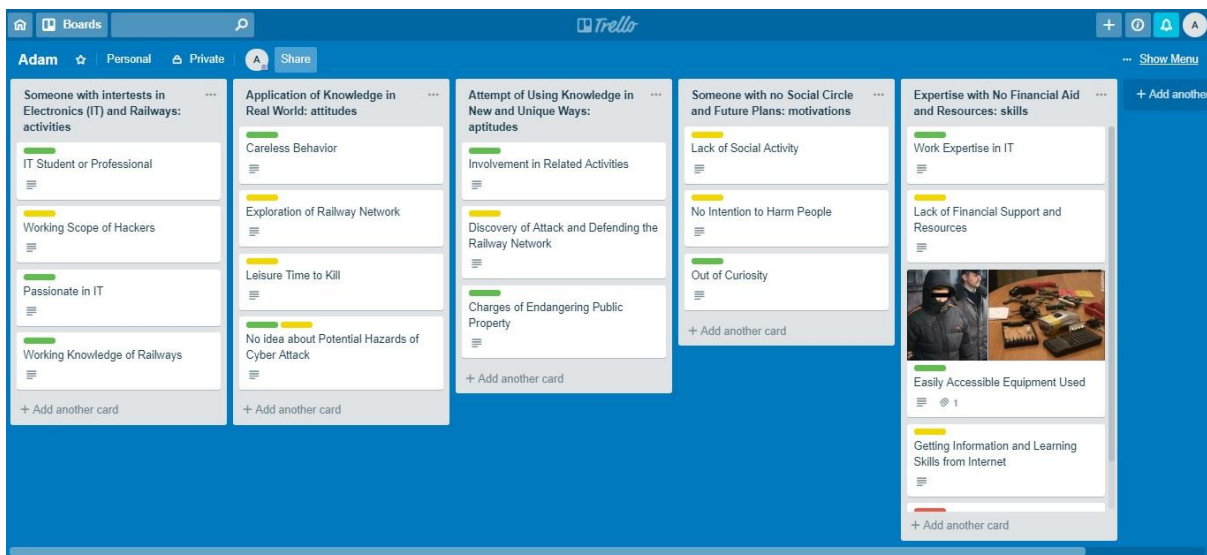 Boards
Trello
A
Adam
Personal
Private
A
Share
... Show Menu
Someone with intertests in
Electronics (IT) and Railways:
activities
IT Student or Professional
Working Scope of Hackers
Passionate in IT
Working Knowledge of Railways
+ Add another card
Application of Knowledge in
Real World: attitudes
Careless Behavior
Exploration of Railway Network
Leisure Time to Kill
No idea about Potential Hazards of
Cyber Attack
+ Add another card
Attempt of Using Knowledge in
New and Unique Ways:
aptitudes
Involvement in Related Activities
Discovery of Attack and Defending the
Railway Network
Charges of Endangering Public
Property
+ Add another card
Someone with no Social Circle
and Future Plans: motivations
Lack of Social Activity
No Intention to Harm People
Out of Curiosity
+ Add another card
Expertise with No Financial Aid
and Resources: skills
Work Expertise in IT
Lack of Financial Support and
Resources
Easily Accessible Equipment Used
1
Getting Information and Learning
Skills from Internet
+ Add another card
+ Add anothe